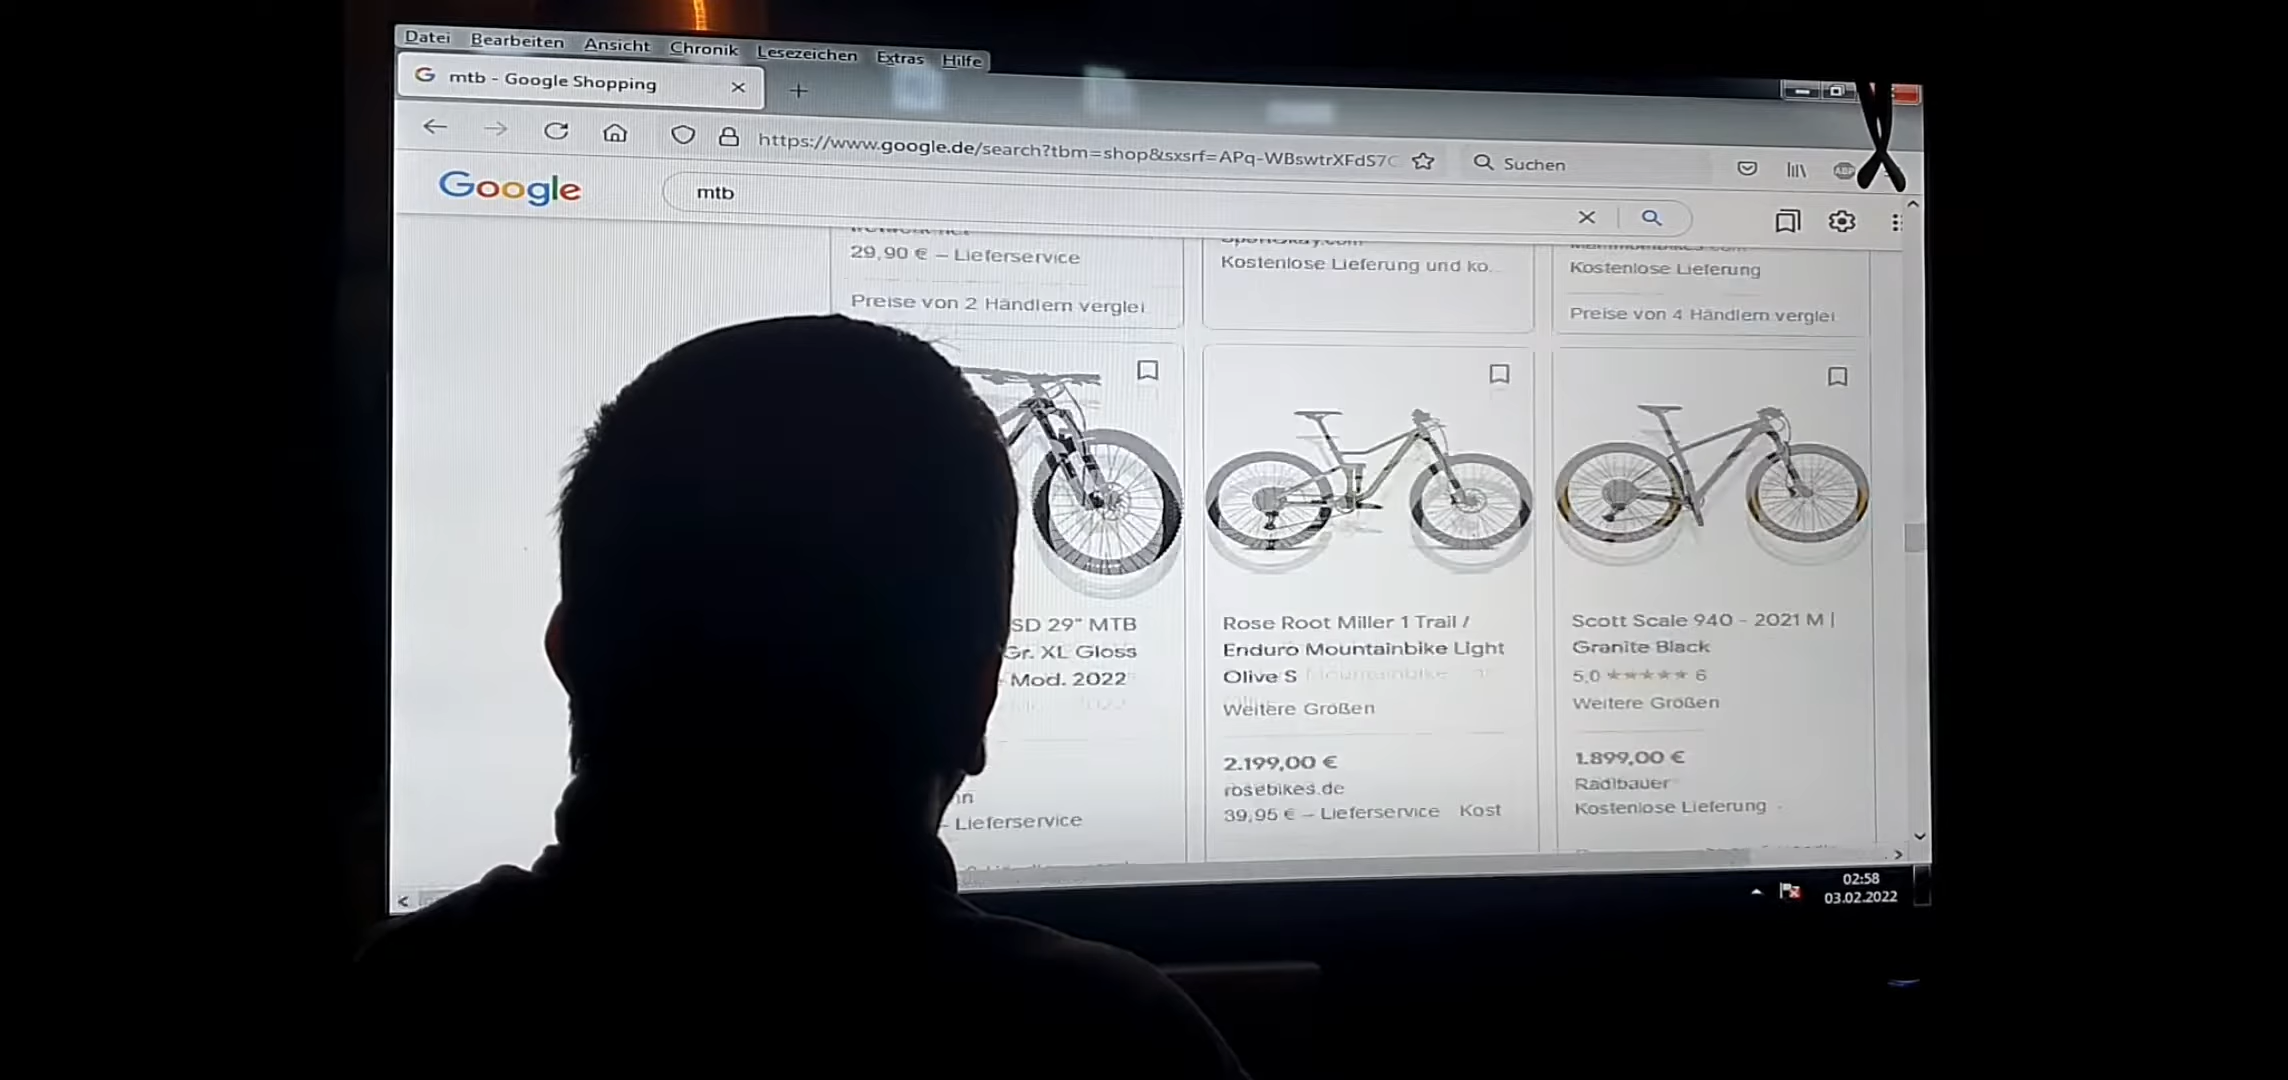 Datei Bearbeiten Ansicht Chronik Lesezeichen Extras Hilfe
mtb - Google Shopping
https://www.google.de/search?tbm=shop&sxsrf=APq-WBswtrXFdS7
Suchen
Google
mtb
29,90 € – Lieferservice
Preise von 2 Händlern verglei
Kostenlose Lieferung und ko...
Kostenlose Lieferung
Preise von 4 Händlern verglei
SD 29" MTB
Gr. XL Gloss
Mod. 2022
– Lieferservice
Rose Root Miller 1 Trail /
Enduro Mountainbike Light
Olive S
Weitere Größen
2.199,00 €
rosebikes.de
39,95 € – Lieferservice Kost
Scott Scale 940 - 2021 M |
Granite Black
5,0 ★★★★★ 6
Weitere Größen
1.899,00 €
Radlbauer
Kostenlose Lieferung
02:58
03.02.2022